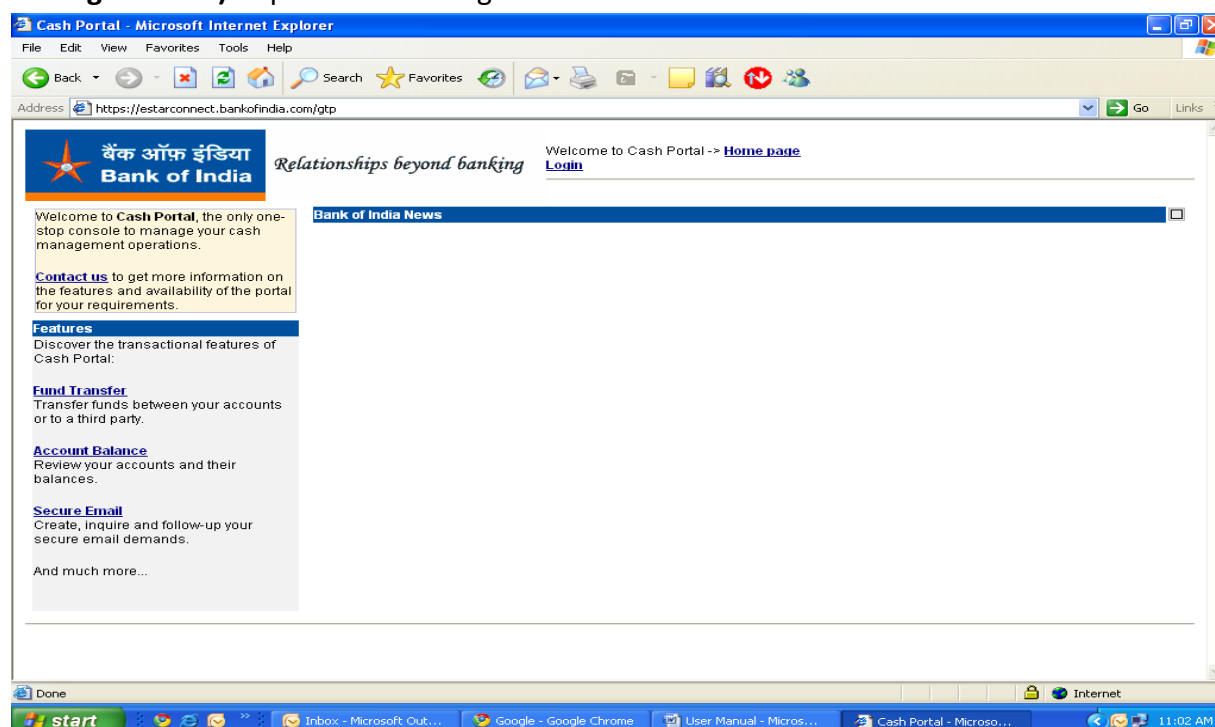 Cash Portal - Microsoft Internet Explorer
File Edit View Favorites Tools Help
Back Search Favorites
Address https://estarconnect.bankofindia.com/gtp Go Links
बैंक ऑफ़ इंडिया
Bank of India
Relationships beyond banking
Welcome to Cash Portal -> Home page
Login
Welcome to Cash Portal, the only one-
stop console to manage your cash
management operations.
Contact us to get more information on
the features and availability of the portal
for your requirements.
Features
Discover the transactional features of
Cash Portal:
Fund Transfer
Transfer funds between your accounts
or to a third party.
Account Balance
Review your accounts and their
balances.
Secure Email
Create, inquire and follow-up your
secure email demands.
And much more...
Bank of India News
Done Internet
start Inbox - Microsoft Out... Google - Google Chrome User Manual - Micros... Cash Portal - Microso... 11:02 AM